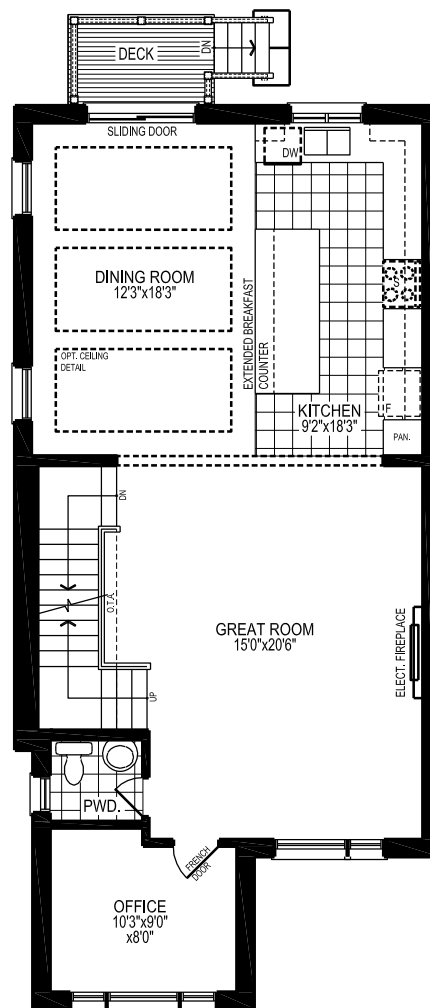 DECK
DN
SLIDING DOOR
DW
DINING ROOM
12'3"x18'3"
EXTENDED BREAKFAST
COUNTER
S
OPT. CEILING
DETAIL
F
KITCHEN
9'2"x18'3"
PAN.
DN
O.T.A.
GREAT ROOM
15'0"x20'6"
ELECT. FIREPLACE
UP
PWD.
FRENCH
DOOR
OFFICE
10'3"x9'0"
x8'0"